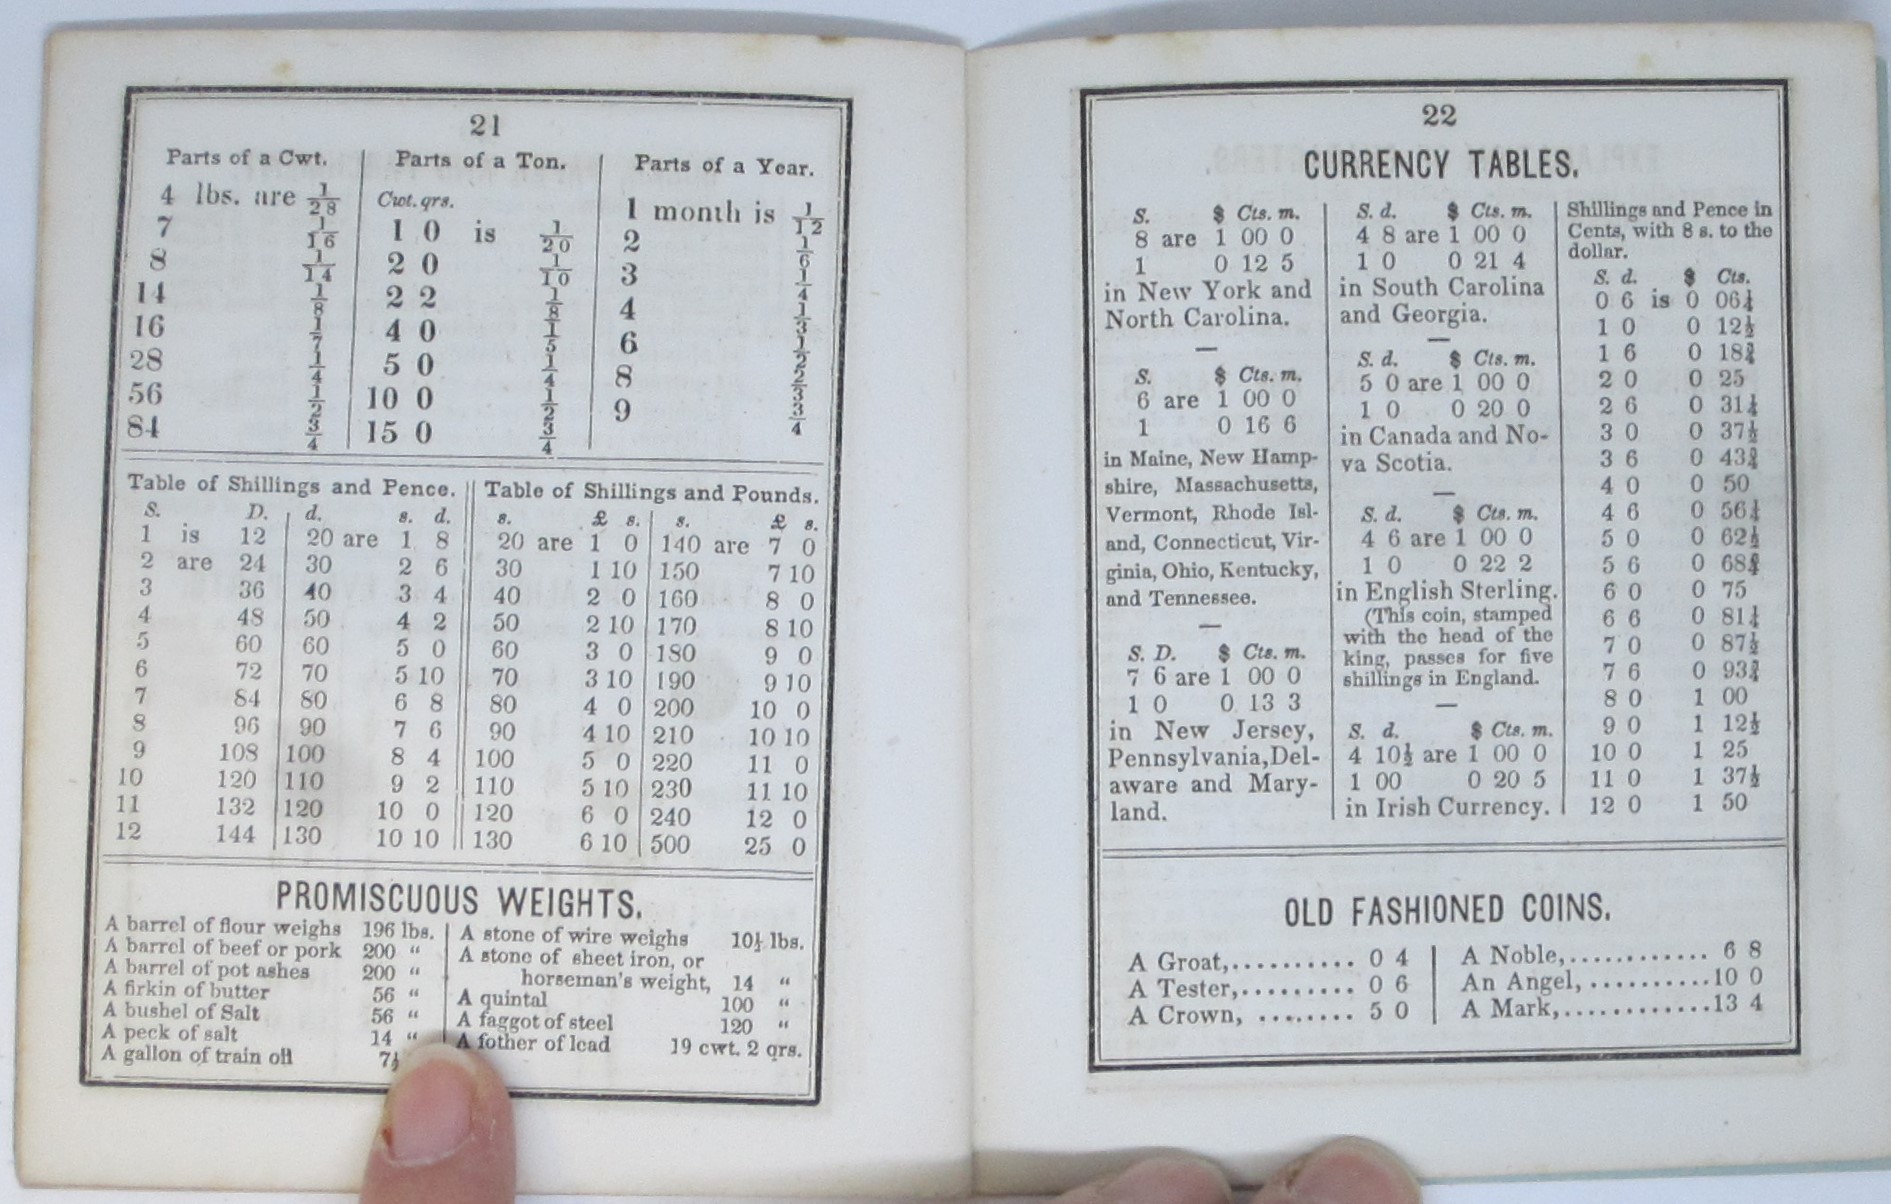 21
Parts of a Cwt.
4 lbs. are 1/28
7 1/16
8 1/14
14 1/8
16 1/7
28 1/4
56 1/2
84 3/4
Parts of a Ton.
Cwt. qrs.
1 0 is 1/20
2 0 1/10
2 2 1/8
4 0 1/5
5 0 1/4
10 0 1/2
15 0 3/4
Parts of a Year.
1 month is 1/12
2 1/6
3 1/4
4 1/3
6 1/2
8 2/3
9 3/4
Table of Shillings and Pence.
S. D. d. s. d.
1 is 12 20 are 1 8
2 are 24 30 2 6
3 36 40 3 4
4 48 50 4 2
5 60 60 5 0
6 72 70 5 10
7 84 80 6 8
8 96 90 7 6
9 108 100 8 4
10 120 110 9 2
11 132 120 10 0
12 144 130 10 10
Table of Shillings and Pounds.
s. £ s. s. £ s.
20 are 1 0 140 are 7 0
30 1 10 150 7 10
40 2 0 160 8 0
50 2 10 170 8 10
60 3 0 180 9 0
70 3 10 190 9 10
80 4 0 200 10 0
90 4 10 210 10 10
100 5 0 220 11 0
110 5 10 230 11 10
120 6 0 240 12 0
130 6 10 500 25 0
PROMISCUOUS WEIGHTS.
A barrel of flour weighs 196 lbs.
A barrel of beef or pork 200 "
A barrel of pot ashes 200 "
A firkin of butter 56 "
A bushel of Salt 56 "
A peck of salt 14 "
A gallon of train oil
A stone of wire weighs 10½ lbs.
A stone of sheet iron, or
horseman's weight, 14 "
A quintal 100 "
A faggot of steel 120 "
A fother of lead 19 cwt. 2 qrs.
22
CURRENCY TABLES.
S. $ Cts. m.
8 are 1 00 0
1 0 12 5
in New York and
North Carolina.
—
S. $ Cts. m.
6 are 1 00 0
1 0 16 6
in Maine, New Hamp-
shire, Massachusetts,
Vermont, Rhode Isl-
and, Connecticut, Vir-
ginia, Ohio, Kentucky,
and Tennessee.
—
S. D. $ Cts. m.
7 6 are 1 00 0
1 0 0 13 3
in New Jersey,
Pennsylvania, Del-
aware and Mary-
land.
S. d. $ Cts. m.
4 8 are 1 00 0
1 0 0 21 4
in South Carolina
and Georgia.
—
S. d. $ Cts. m.
5 0 are 1 00 0
1 0 0 20 0
in Canada and No-
va Scotia.
—
S. d. $ Cts. m.
4 6 are 1 00 0
1 0 0 22 2
in English Sterling.
(This coin, stamped
with the head of the
king, passes for five
shillings in England.
—
S. d. $ Cts. m.
4 10½ are 1 00 0
1 00 0 20 5
in Irish Currency.
Shillings and Pence in
Cents, with 8 s. to the
dollar.
S. d. $ Cts.
0 6 is 0 06¼
1 0 0 12½
1 6 0 18¾
2 0 0 25
2 6 0 31¼
3 0 0 37½
3 6 0 43¾
4 0 0 50
4 6 0 56¼
5 0 0 62½
5 6 0 68¾
6 0 0 75
6 6 0 81¼
7 0 0 87½
7 6 0 93¾
8 0 1 00
9 0 1 12½
10 0 1 25
11 0 1 37½
12 0 1 50
OLD FASHIONED COINS.
A Groat,.......... 0 4
A Tester,......... 0 6
A Crown, ........ 5 0
A Noble,............ 6 8
An Angel, ..........10 0
A Mark,............13 4